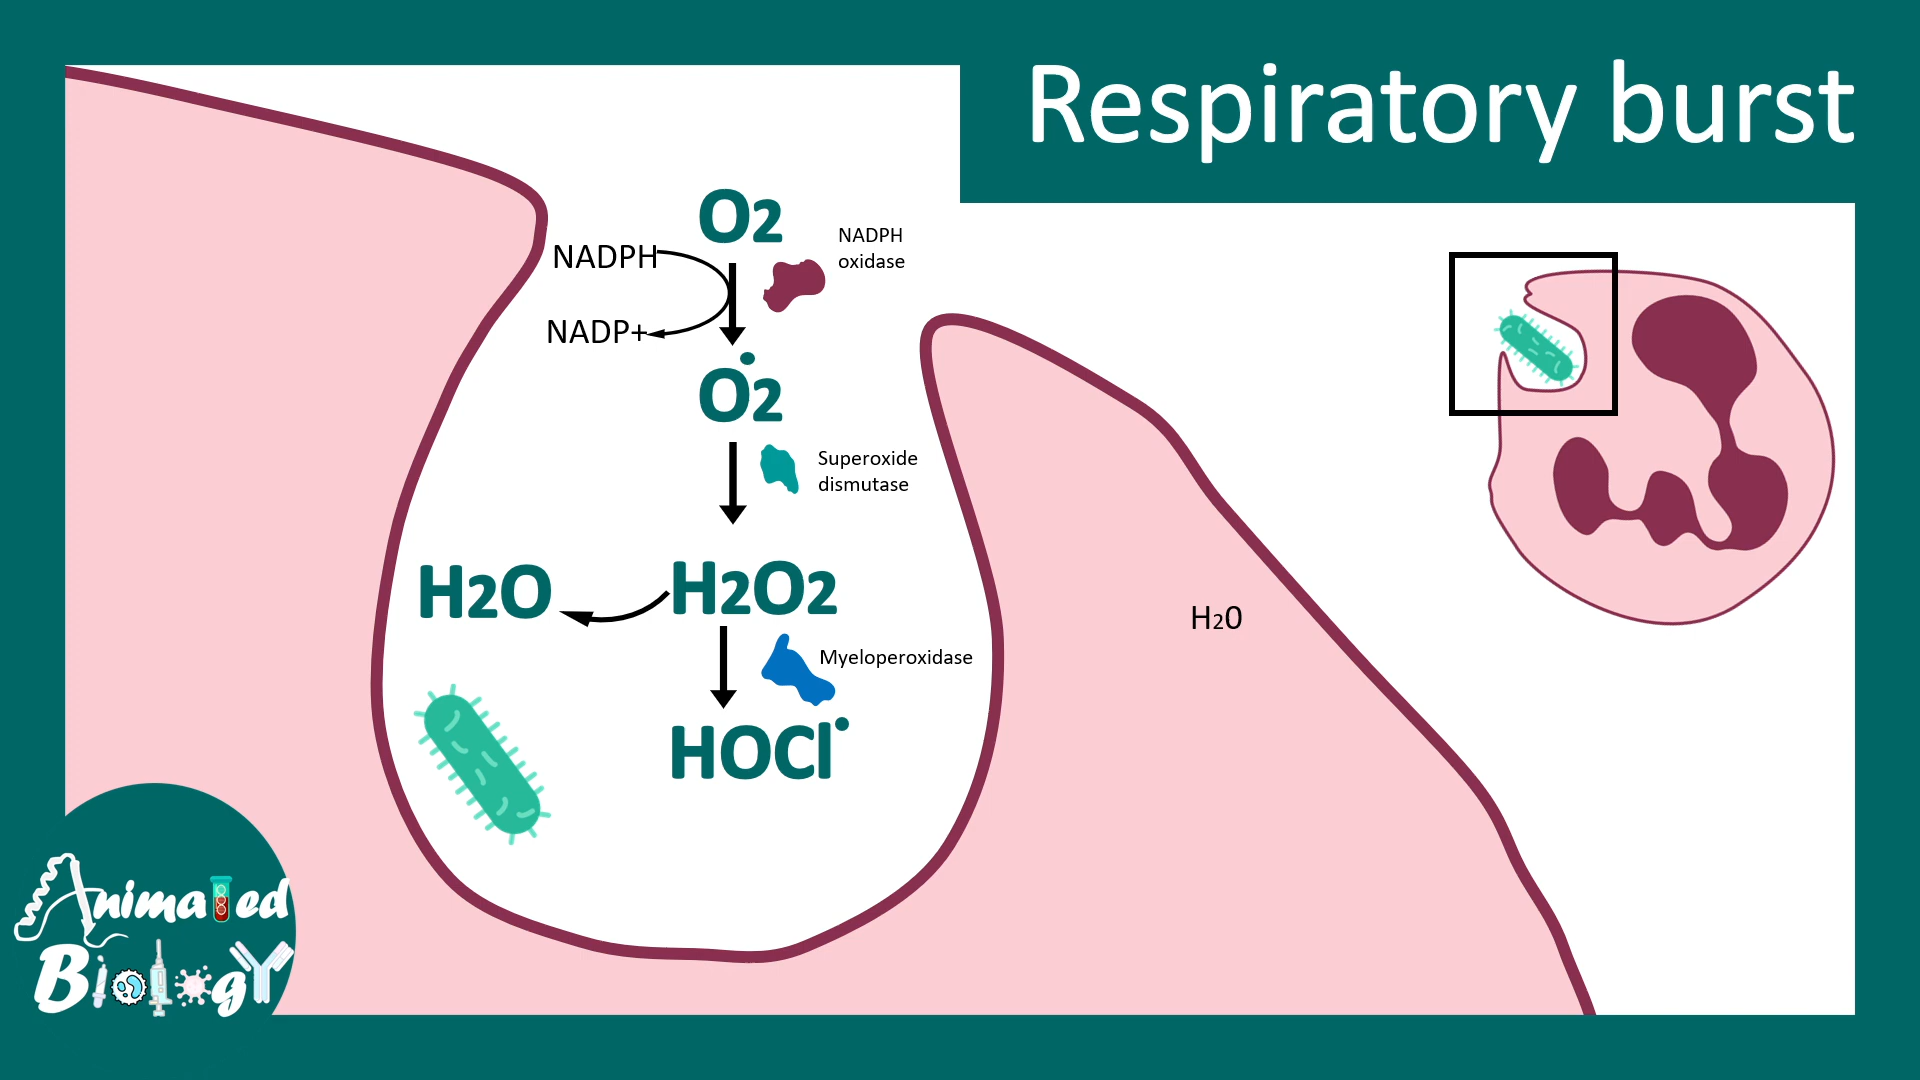 Respiratory burst
O2
NADPH
NADPH
oxidase
NADP+
O2
Superoxide
dismutase
H2O
H2O2
H20
Myeloperoxidase
HOCl
Animated
Biology